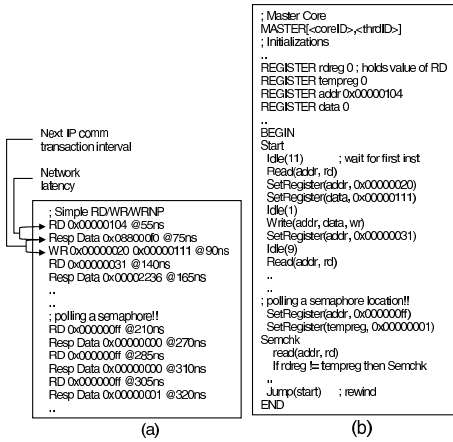 Next IP comm
transaction interval
Network
latency
; Simple RD/WR/WRNP
RD 0x00000104 @55ns
Resp Data 0x088000f0 @75ns
WR 0x00000020 0x00000111 @90ns
RD 0x00000031 @140ns
Resp Data 0x00002236 @165ns
..
..
; polling a semaphore!!
RD 0x000000ff @210ns
Resp Data 0x00000000 @270ns
RD 0x000000ff @285ns
Resp Data 0x00000000 @310ns
RD 0x000000ff @305ns
Resp Data 0x00000001 @320ns
..
(a)
; Master Core
MASTER[<coreID>,<thrdID>]
; Initializations
..
REGISTER rdreg 0 ; holds value of RD
REGISTER tempreg 0
REGISTER addr 0x00000104
REGISTER data 0
..
BEGIN
Start
Idle(11) ; wait for first inst
Read(addr, rd)
SetRegister(addr, 0x00000020)
SetRegister(data, 0x00000111)
Idle(1)
Write(addr, data, wr)
SetRegister(addr, 0x00000031)
Idle(9)
Read(addr, rd)
..
..
; polling a semaphore location!!
SetRegister(addr, 0x000000ff)
SetRegister(tempreg, 0x00000001)
Semchk
read(addr, rd)
If rdreg != tempreg then Semchk
..
Jump(start) ; rewind
END
(b)